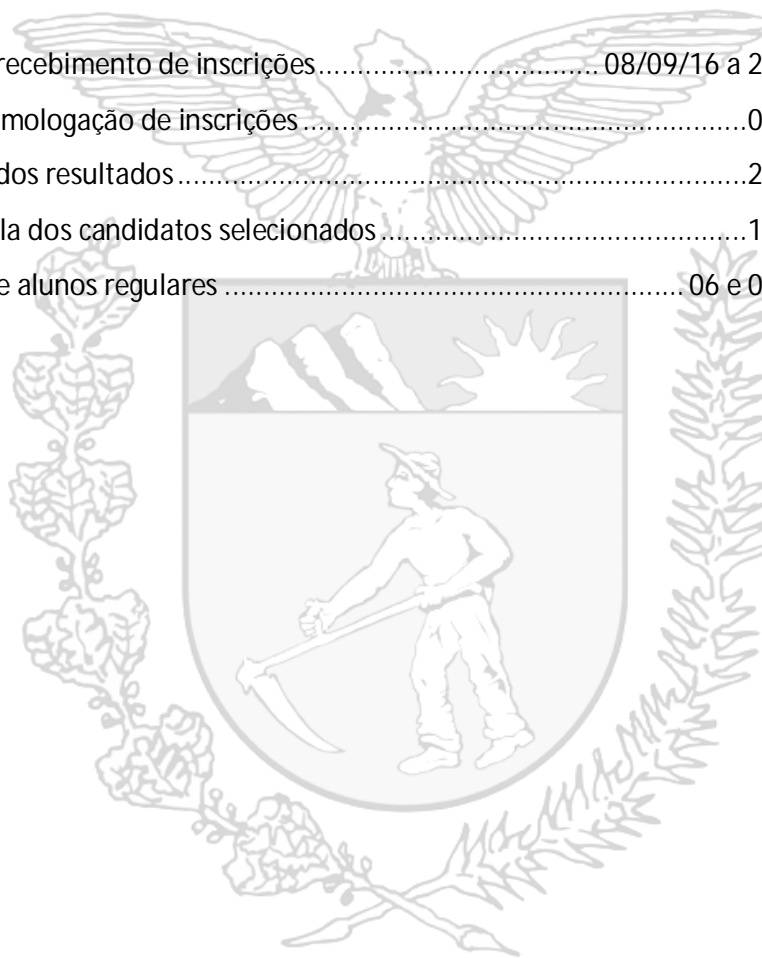 recebimento de inscrições.................................. 08/09/16 a 2
mologação de inscrições.......................................................0
dos resultados.......................................................................2
la dos candidatos selecionados............................................1
e alunos regulares........................................................ 06 e 0